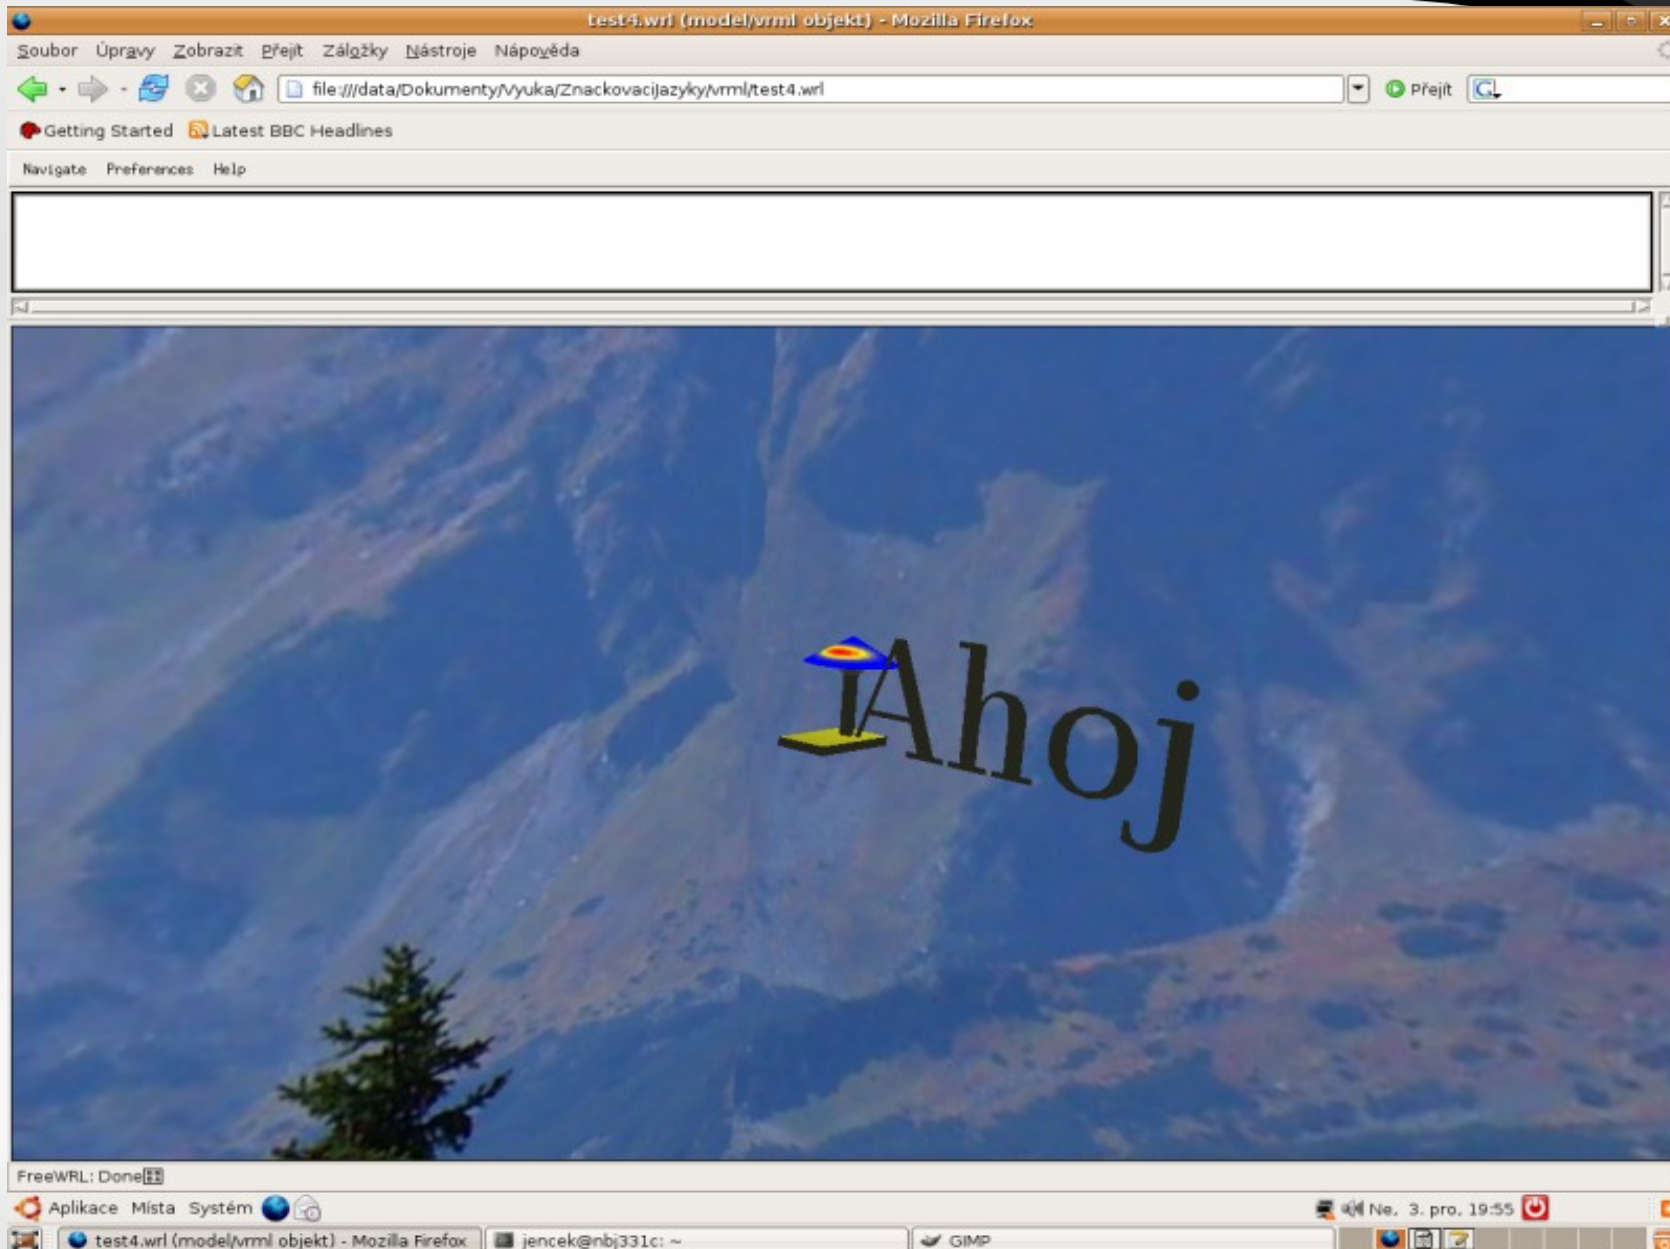 test4.wrl (model/vrml objekt) - Mozilla Firefox
Soubor Úpravy Zobrazit Přejít Záložky Nástroje Nápověda
file:///data/Dokumenty/Vyuka/ZnackovaciJazyky/vrml/test4.wrl
Přejít
Getting Started Latest BBC Headlines
Navigate Preferences Help
Ahoj
FreeWRL: Done
Aplikace Místa Systém
Ne, 3. pro, 19:55
test4.wrl (model/vrml objekt) - Mozilla Firefox
jencek@nbj331c: ~
GIMP